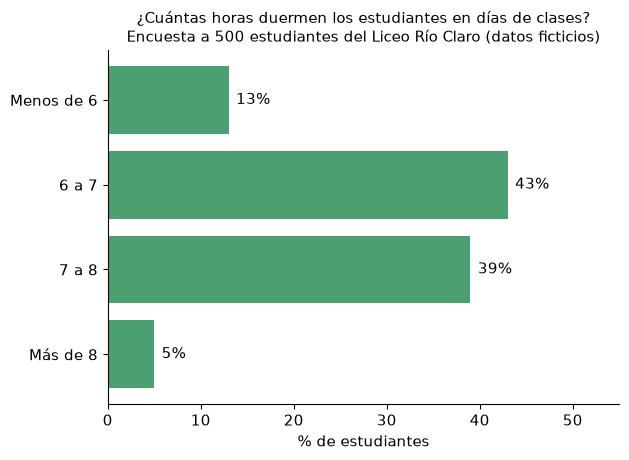 ¿Cuántas horas duermen los estudiantes en días de clases?
Encuesta a 500 estudiantes del Liceo Río Claro (datos ficticios)
Menos de 6
13%
6 a 7
43%
7 a 8
39%
Más de 8
5%
0 10 20 30 40 50
% de estudiantes